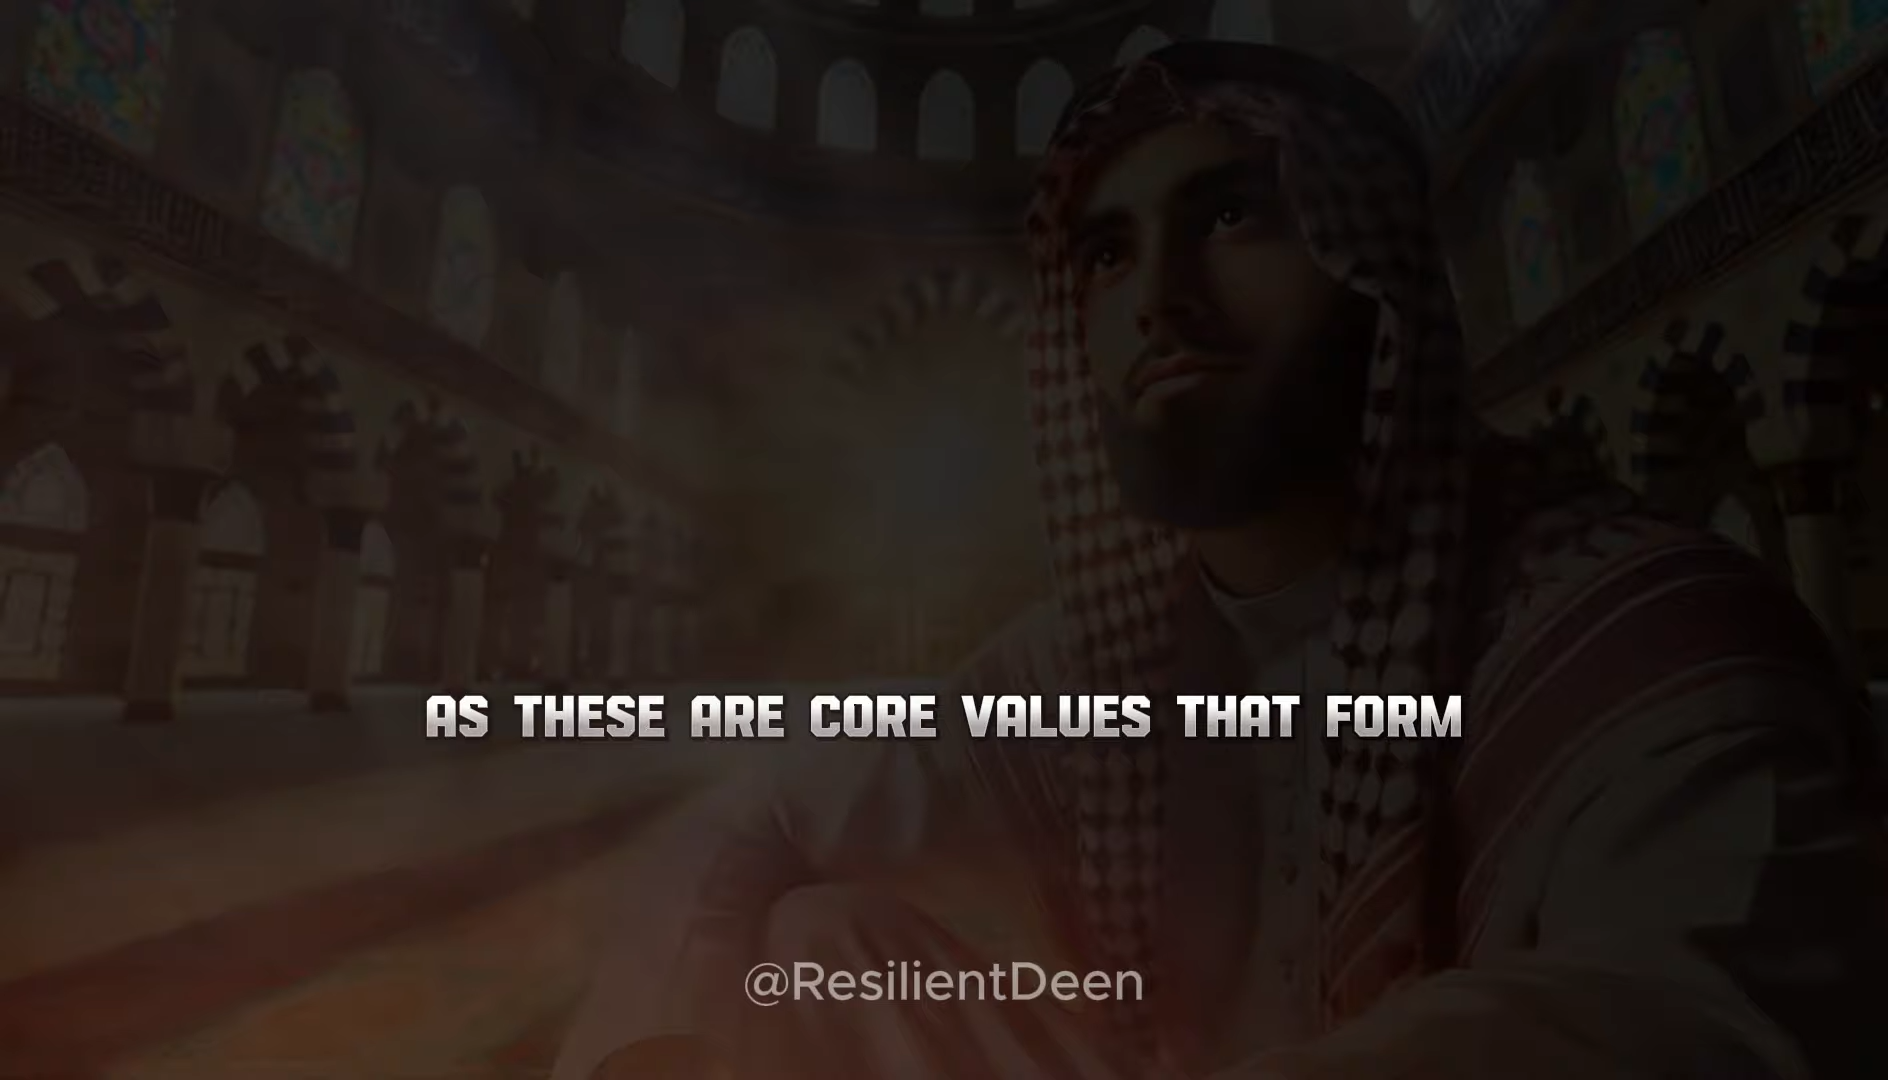 AS THESE ARE CORE VALUES THAT FORM
@ResilientDeen